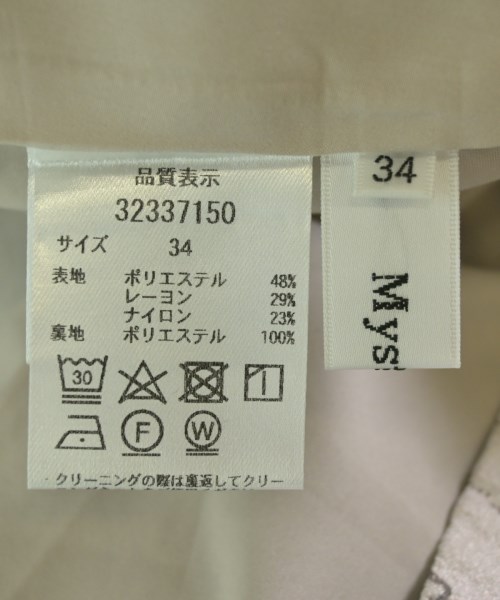 品質表示
32337150
サイズ 34
表地 ポリエステル 48%
レーヨン 29%
ナイロン 23%
裏地 ポリエステル 100%
30
F W
クリーニングの際は裏返してクリー
34
Mys